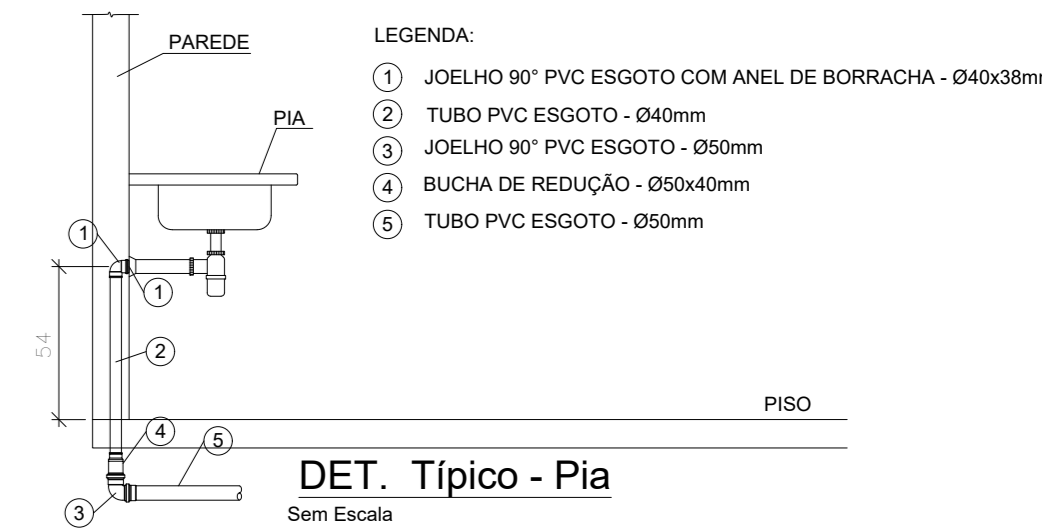 PAREDE
LEGENDA:
1 JOELHO 90° PVC ESGOTO COM ANEL DE BORRACHA - Ø40x38m
2 TUBO PVC ESGOTO - Ø40mm
PIA
3 JOELHO 90° PVC ESGOTO - Ø50mm
4 BUCHA DE REDUÇÃO - Ø50x40mm
5 TUBO PVC ESGOTO - Ø50mm
1
1
54
2
PISO
4
5
3
DET. Típico - Pia
Sem Escala